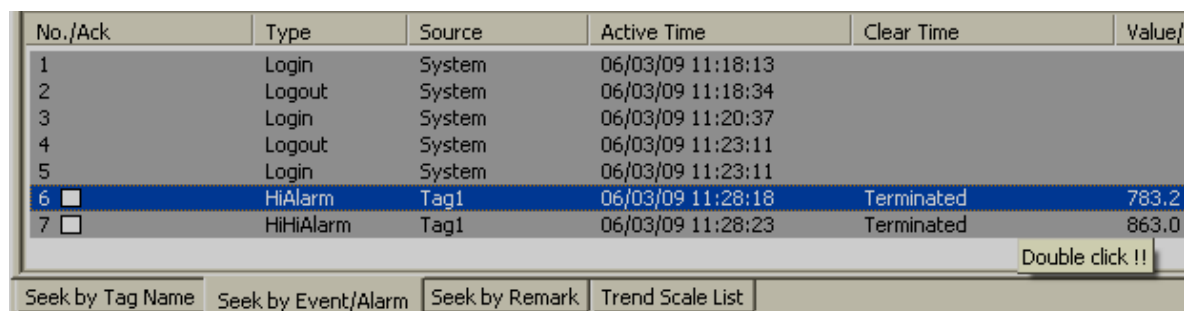 No./Ack Type Source Active Time Clear Time Value/
1 Login System 06/03/09 11:18:13
2 Logout System 06/03/09 11:18:34
3 Login System 06/03/09 11:20:37
4 Logout System 06/03/09 11:23:11
5 Login System 06/03/09 11:23:11
6 HiAlarm Tag1 06/03/09 11:28:18 Terminated 783.2
7 HiHiAlarm Tag1 06/03/09 11:28:23 Terminated 863.0
Double click !!
Seek by Tag Name Seek by Event/Alarm Seek by Remark Trend Scale List